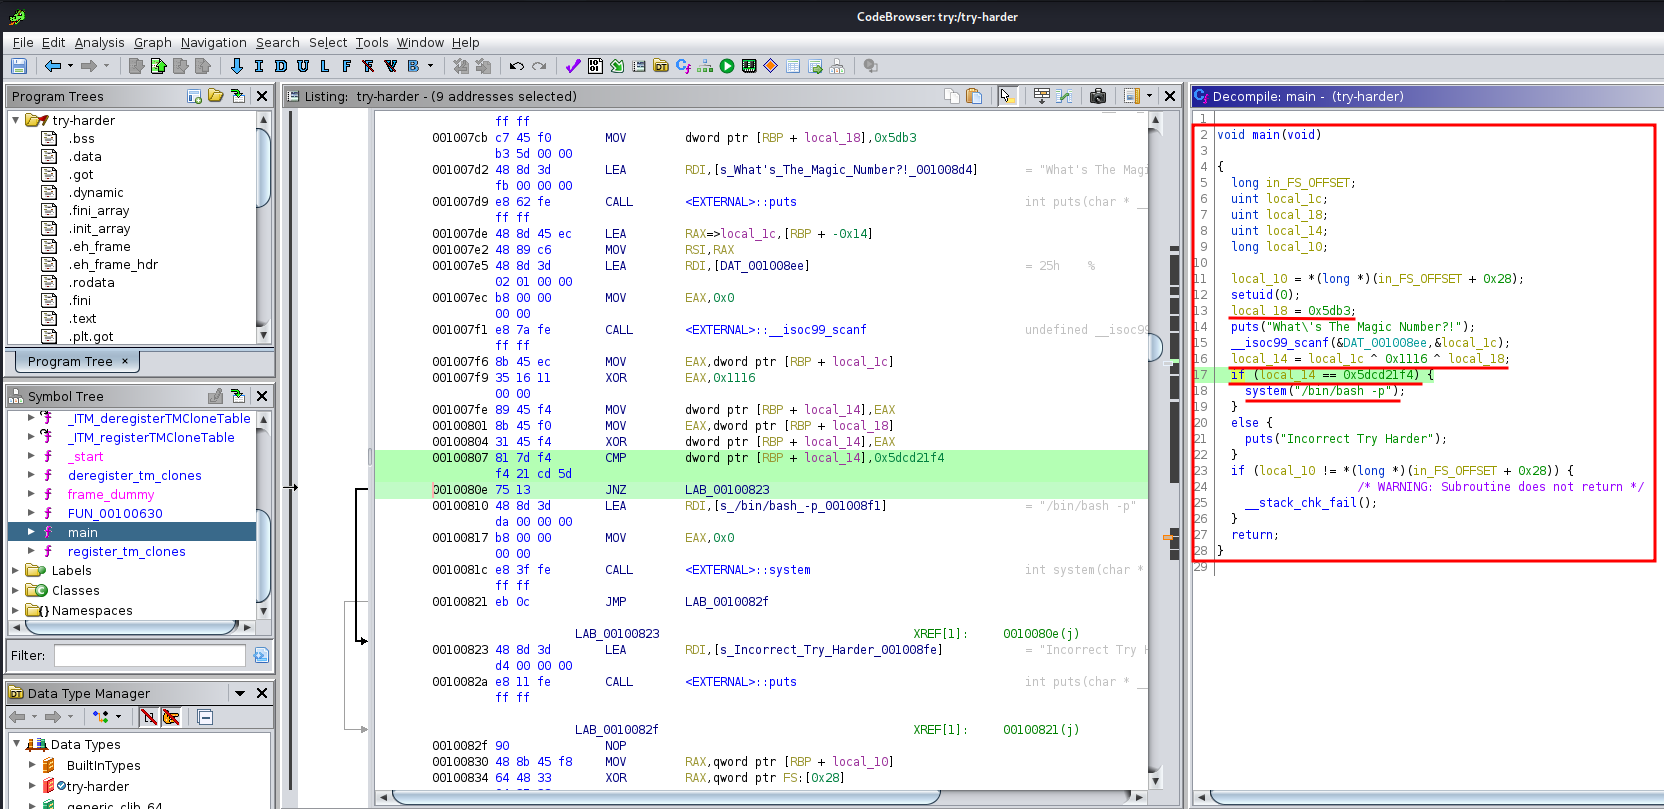 CodeBrowser: try:/try-harder
File Edit Analysis Graph Navigation Search Select Tools Window Help
I D U L F B
Program Trees
try-harder
.bss
.data
.got
.dynamic
.fini_array
.init_array
.eh_frame
.eh_frame_hdr
.rodata
.fini
.text
.plt.got
Program Tree ×
Symbol Tree
_ITM_deregisterTMCloneTable
_ITM_registerTMCloneTable
f _start
f deregister_tm_clones
f frame_dummy
f FUN_00100630
f main
f register_tm_clones
Labels
Classes
Namespaces
Filter:
Data Type Manager
Data Types
BuiltInTypes
try-harder
generic_clib_64
Listing: try-harder - (9 addresses selected)
ff ff
001007cb c7 45 f0 MOV dword ptr [RBP + local_18],0x5db3
b3 5d 00 00
001007d2 48 8d 3d LEA RDI,[s_What's_The_Magic_Number?!_001008d4] = "What's The Magi
fb 00 00 00
001007d9 e8 62 fe CALL <EXTERNAL>::puts int puts(char * __
ff ff
001007de 48 8d 45 ec LEA RAX=>local_1c,[RBP + -0x14]
001007e2 48 89 c6 MOV RSI,RAX
001007e5 48 8d 3d LEA RDI,[DAT_001008ee] = 25h %
02 01 00 00
001007ec b8 00 00 MOV EAX,0x0
00 00
001007f1 e8 7a fe CALL <EXTERNAL>::__isoc99_scanf undefined __isoc99
ff ff
001007f6 8b 45 ec MOV EAX,dword ptr [RBP + local_1c]
001007f9 35 16 11 XOR EAX,0x1116
00 00
001007fe 89 45 f4 MOV dword ptr [RBP + local_14],EAX
00100801 8b 45 f0 MOV EAX,dword ptr [RBP + local_18]
00100804 31 45 f4 XOR dword ptr [RBP + local_14],EAX
00100807 81 7d f4 CMP dword ptr [RBP + local_14],0x5dcd21f4
f4 21 cd 5d
0010080e 75 13 JNZ LAB_00100823
00100810 48 8d 3d LEA RDI,[s_/bin/bash_-p_001008f1] = "/bin/bash -p"
da 00 00 00
00100817 b8 00 00 MOV EAX,0x0
00 00
0010081c e8 3f fe CALL <EXTERNAL>::system int system(char *
ff ff
00100821 eb 0c JMP LAB_0010082f
LAB_00100823 XREF[1]: 0010080e(j)
00100823 48 8d 3d LEA RDI,[s_Incorrect_Try_Harder_001008fe] = "Incorrect Try H
d4 00 00 00
0010082a e8 11 fe CALL <EXTERNAL>::puts int puts(char * __
ff ff
LAB_0010082f XREF[1]: 00100821(j)
0010082f 90 NOP
00100830 48 8b 45 f8 MOV RAX,qword ptr [RBP + local_10]
00100834 64 48 33 XOR RAX,qword ptr FS:[0x28]
Decompile: main - (try-harder)
1
2 void main(void)
3
4 {
5 long in_FS_OFFSET;
6 uint local_1c;
7 uint local_18;
8 uint local_14;
9 long local_10;
10
11 local_10 = *(long *)(in_FS_OFFSET + 0x28);
12 setuid(0);
13 local_18 = 0x5db3;
14 puts("What\'s The Magic Number?!");
15 __isoc99_scanf(&DAT_001008ee,&local_1c);
16 local_14 = local_1c ^ 0x1116 ^ local_18;
17 if (local_14 == 0x5dcd21f4) {
18 system("/bin/bash -p");
19 }
20 else {
21 puts("Incorrect Try Harder");
22 }
23 if (local_10 != *(long *)(in_FS_OFFSET + 0x28)) {
24 /* WARNING: Subroutine does not return */
25 __stack_chk_fail();
26 }
27 return;
28 }
29